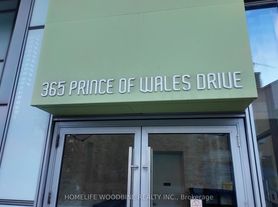 365 PRINCE OF WALES DRIVE
HOMELIFE WOODBINE REALTY INC., Brokerage